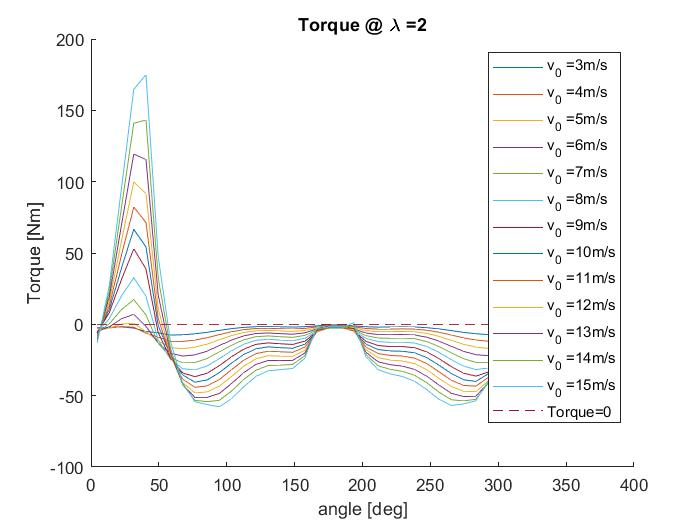 Torque @ λ =2
Torque [Nm]
200
150
100
50
0
-50
-100
0 50 100 150 200 250 300 350 400
angle [deg]
v0 =3m/s
v0 =4m/s
v0 =5m/s
v0 =6m/s
v0 =7m/s
v0 =8m/s
v0 =9m/s
v0 =10m/s
v0 =11m/s
v0 =12m/s
v0 =13m/s
v0 =14m/s
v0 =15m/s
Torque=0